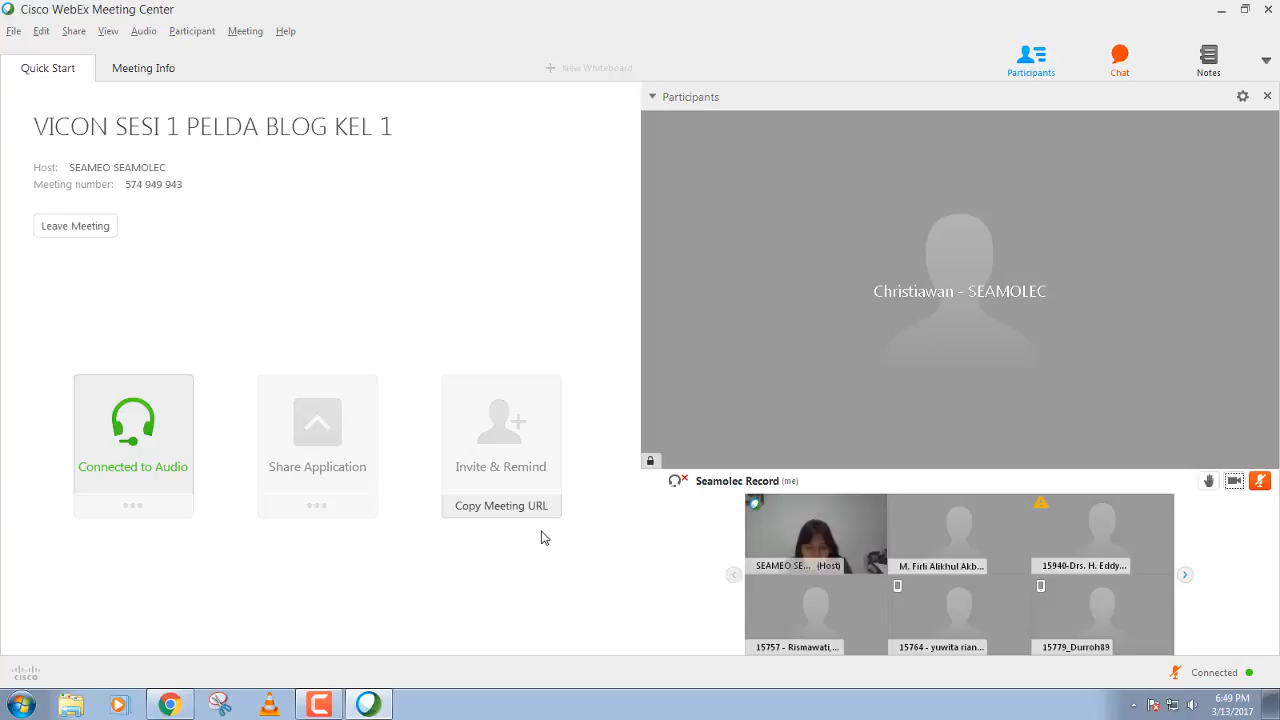 Cisco WebEx Meeting Center
File Edit Share View Audio Participant Meeting Help
Quick Start Meeting Info
New Whiteboard
Participants Chat Notes
Participants
VICON SESI 1 PELDA BLOG KEL 1
Host: SEAMEO SEAMOLEC
Meeting number: 574 949 943
Leave Meeting
Christiawan - SEAMOLEC
Connected to Audio
Share Application
Invite & Remind
Copy Meeting URL
Seamolec Record (me)
SEAMEO SE... (Host)
M. Firli Alikhul Akb...
15940-Drs. H. Eddy...
15757 - Rismawati,...
15764 - yuwita rian...
15779_Durroh89
cisco
Connected
6:49 PM
3/13/2017